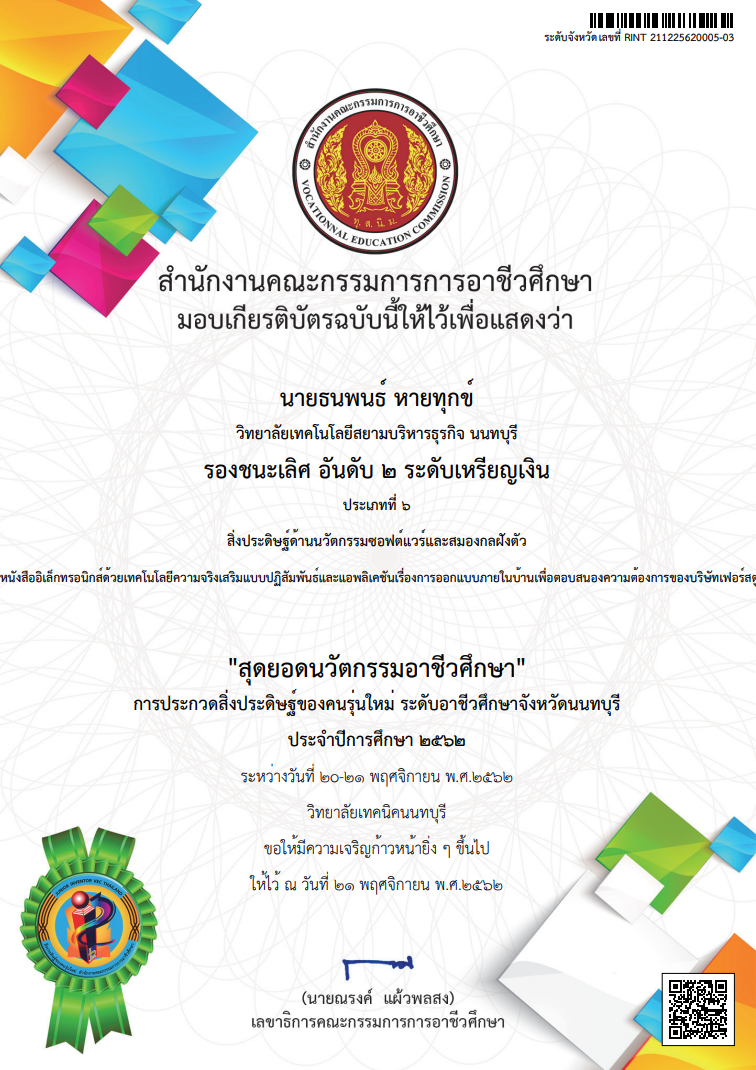 ระดับจังหวัด เลขที่ RINT 211225620005-03
สำนักงานคณะกรรมการการอาชีวศึกษา
VOCATIONNAL EDUCATION COMMISSION
ท. ส. นิ. ม.
สำนักงานคณะกรรมการการอาชีวศึกษา
มอบเกียรติบัตรฉบับนี้ให้ไว้เพื่อแสดงว่า
นายธนพนธ์ หายทุกข์
วิทยาลัยเทคโนโลยีสยามบริหารธุรกิจ นนทบุรี
รองชนะเลิศ อันดับ ๒ ระดับเหรียญเงิน
ประเภทที่ ๖
สิ่งประดิษฐ์ด้านนวัตกรรมซอฟต์แวร์และสมองกลฝังตัว
หนังสืออิเล็กทรอนิกส์ด้วยเทคโนโลยีความจริงเสริมแบบปฏิสัมพันธ์และแอพลิเคชันเรื่องการออกแบบภายในบ้านเพื่อตอบสนองความต้องการของบริษัทเฟอร์สตู
"สุดยอดนวัตกรรมอาชีวศึกษา"
การประกวดสิ่งประดิษฐ์ของคนรุ่นใหม่ ระดับอาชีวศึกษาจังหวัดนนทบุรี
ประจำปีการศึกษา ๒๕๖๒
ระหว่างวันที่ ๒๐-๒๑ พฤศจิกายน พ.ศ.๒๕๖๒
วิทยาลัยเทคนิคนนทบุรี
ขอให้มีความเจริญก้าวหน้ายิ่ง ๆ ขึ้นไป
ให้ไว้ ณ วันที่ ๒๑ พฤศจิกายน พ.ศ.๒๕๖๒
JUNIOR INVENTOR VEC THAILAND
(นายณรงค์ แผ้วพลสง)
เลขาธิการคณะกรรมการการอาชีวศึกษา